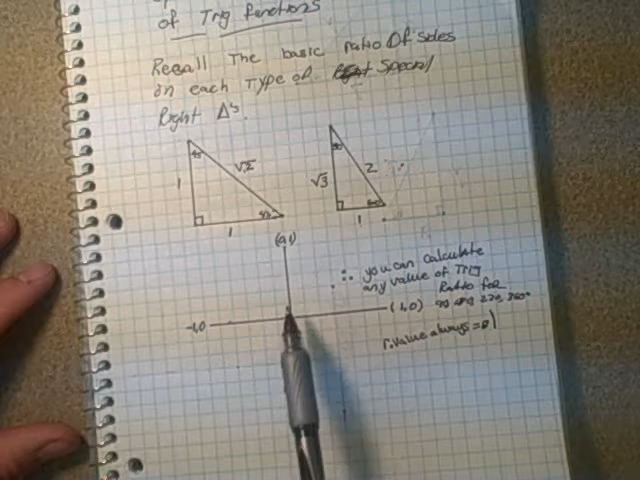 of Trig functions
Recall The basic ratio Of sides
on each Type of Special
Right Δ's.
45
1
√2
45
1
30
√3
2
60
1
(0,1)
∴ you can calculate
any value of TRIG
Ratio for
(1,0)
-1,0
r. value always =